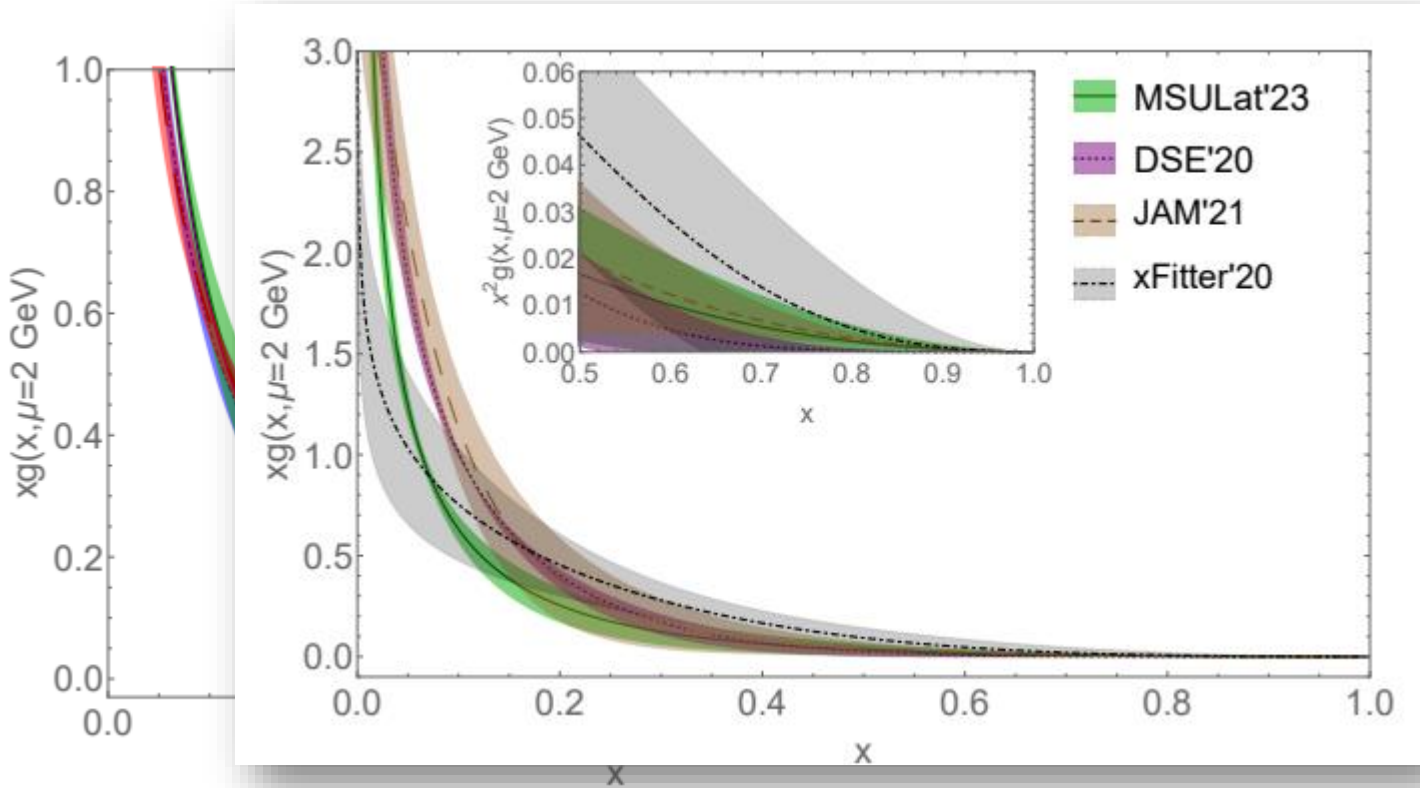 1.0
0.8
0.6
0.4
0.2
0.0
xg(x,μ=2 GeV)
0.0
x
3.0
2.5
2.0
1.5
1.0
0.5
0.0
xg(x,μ=2 GeV)
0.0 0.2 0.4 0.6 0.8 1.0
x
0.06
0.05
0.04
0.03
0.02
0.01
0.00
x²g(x,μ=2 GeV)
0.5 0.6 0.7 0.8 0.9 1.0
x
MSULat'23
DSE'20
JAM'21
xFitter'20